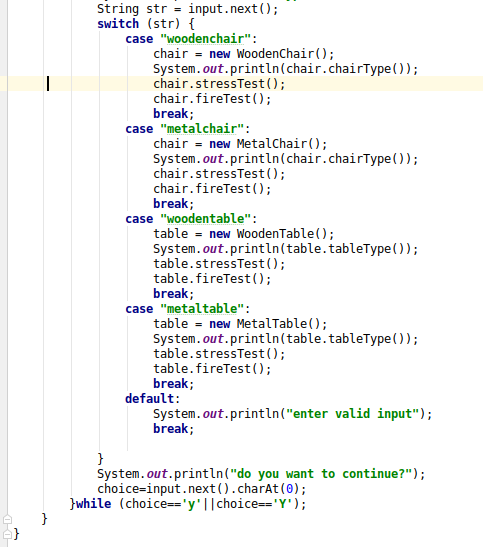 String str = input.next();
switch (str) {
case "woodenchair":
chair = new WoodenChair();
System.out.println(chair.chairType());
chair.stressTest();
chair.fireTest();
break;
case "metalchair":
chair = new MetalChair();
System.out.println(chair.chairType());
chair.stressTest();
chair.fireTest();
break;
case "woodentable":
table = new WoodenTable();
System.out.println(table.tableType());
table.stressTest();
table.fireTest();
break;
case "metaltable":
table = new MetalTable();
System.out.println(table.tableType());
table.stressTest();
table.fireTest();
break;
default:
System.out.println("enter valid input");
break;
}
System.out.println("do you want to continue?");
choice=input.next().charAt(0);
}while (choice=='y'||choice=='Y');
}
}